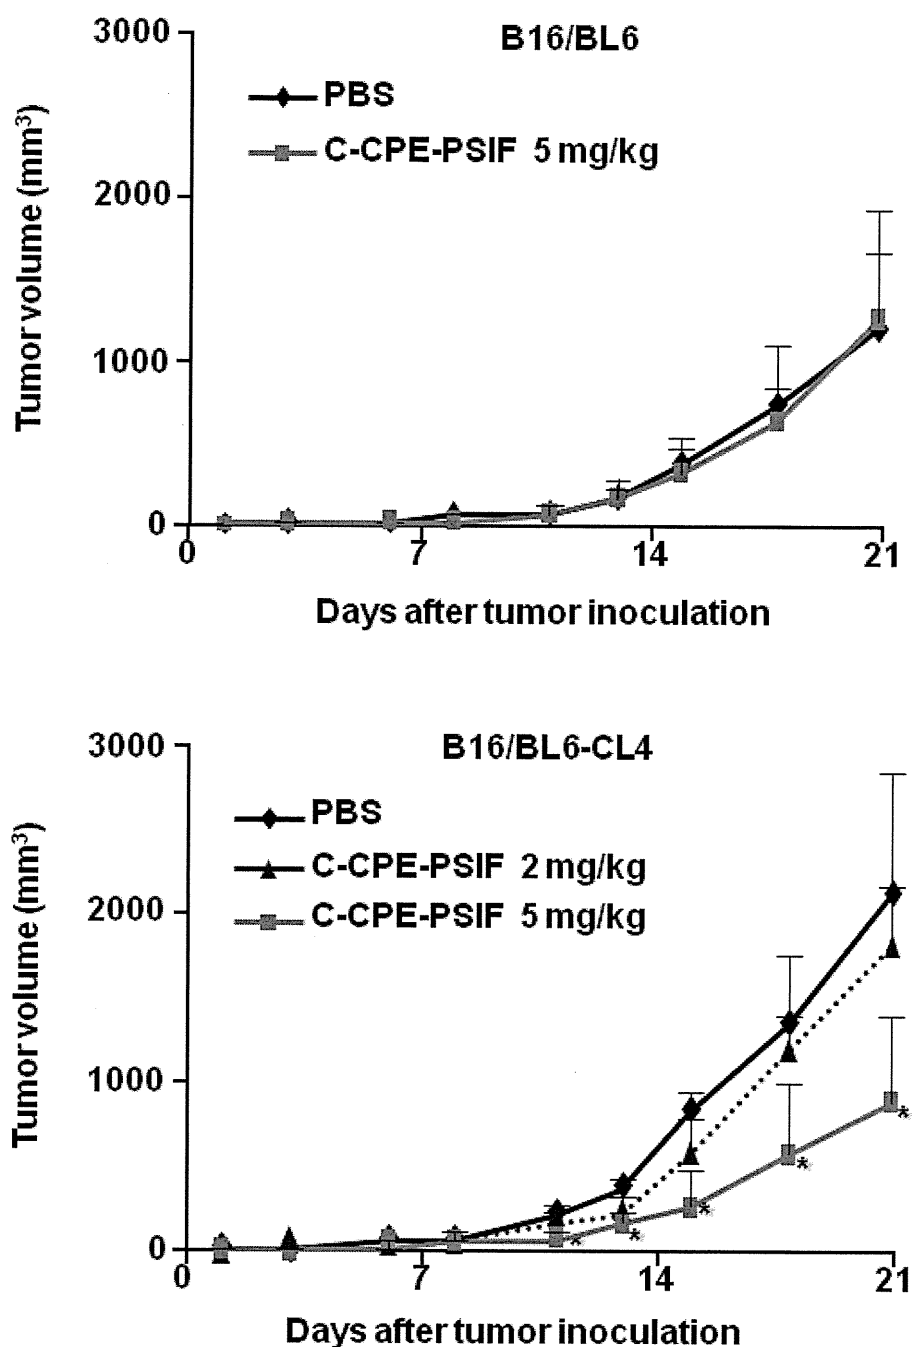 B16/BL6
PBS
C-CPE-PSIF 5 mg/kg
Tumor volume (mm³)
3000
2000
1000
0
0 7 14 21
Days after tumor inoculation
B16/BL6-CL4
PBS
C-CPE-PSIF 2 mg/kg
C-CPE-PSIF 5 mg/kg
Tumor volume (mm³)
3000
2000
1000
0
* * * * *
0 7 14 21
Days after tumor inoculation